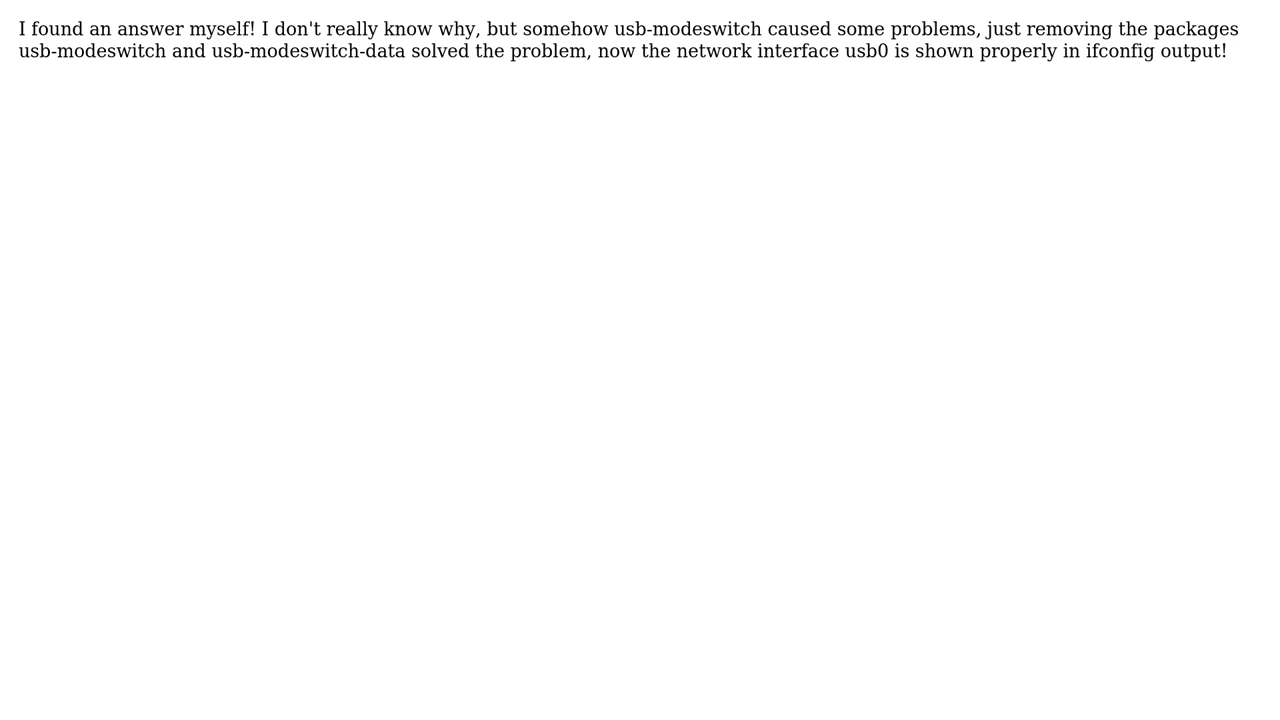 I found an answer myself! I don't really know why, but somehow usb-modeswitch caused some problems, just removing the packages
usb-modeswitch and usb-modeswitch-data solved the problem, now the network interface usb0 is shown properly in ifconfig output!